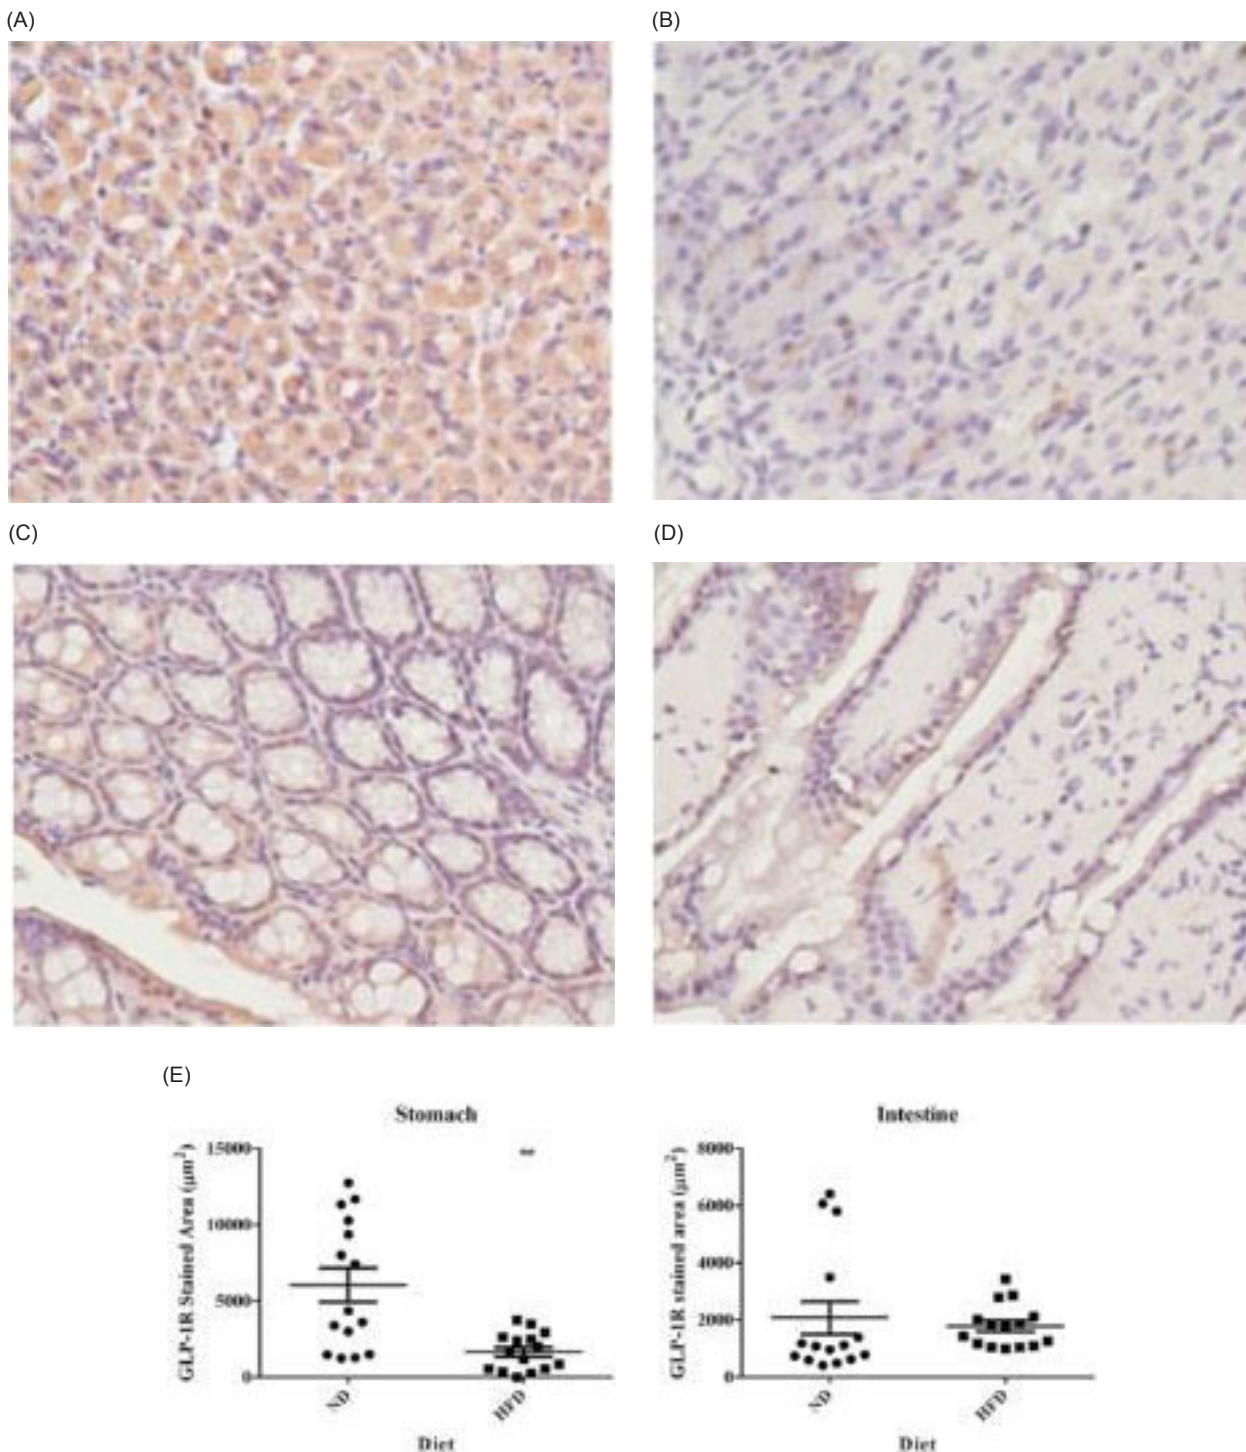 (A)
(B)
(C)
(D)
(E)
Stomach
GLP-1R Stained Area (μm²)
15000
10000
5000
0
**
ND
HFD
Diet
Intestine
GLP-1R stained area (μm²)
8000
6000
4000
2000
0
ND
HFD
Diet